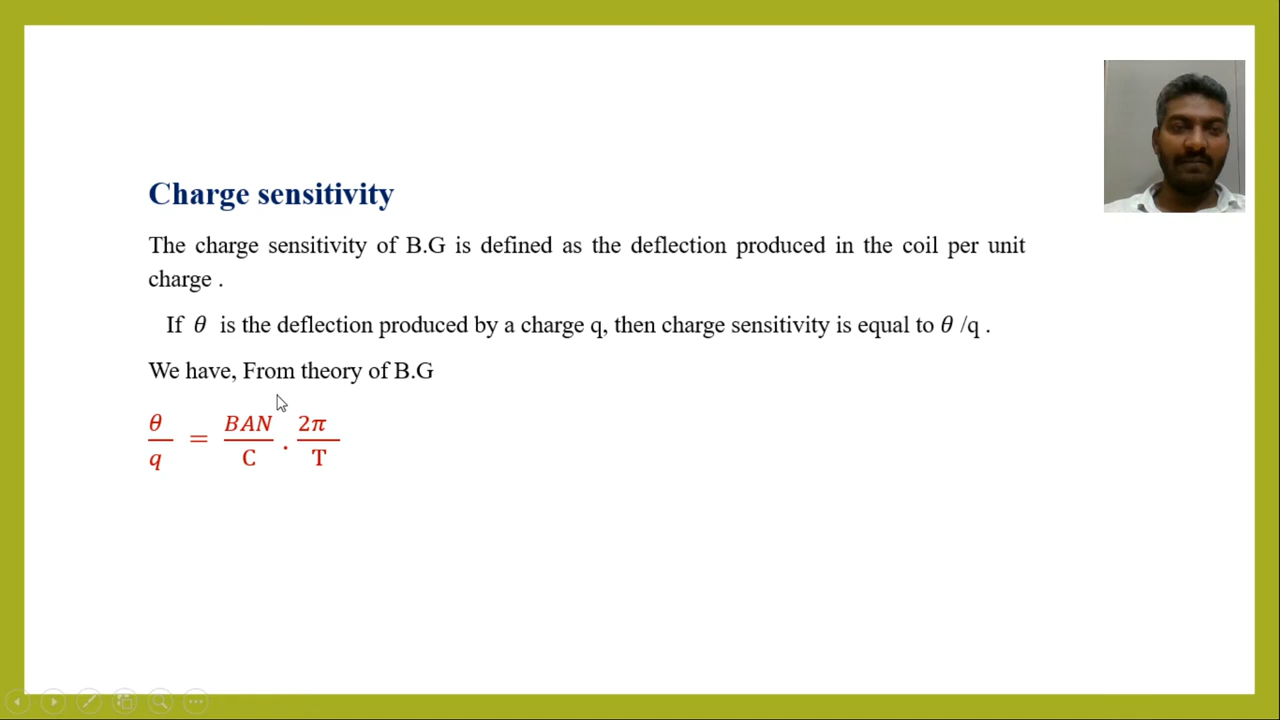 Charge sensitivity
The charge sensitivity of B.G is defined as the deflection produced in the coil per unit
charge .
If θ is the deflection produced by a charge q, then charge sensitivity is equal to θ /q .
We have, From theory of B.G
θ/q = BAN/C . 2π/T